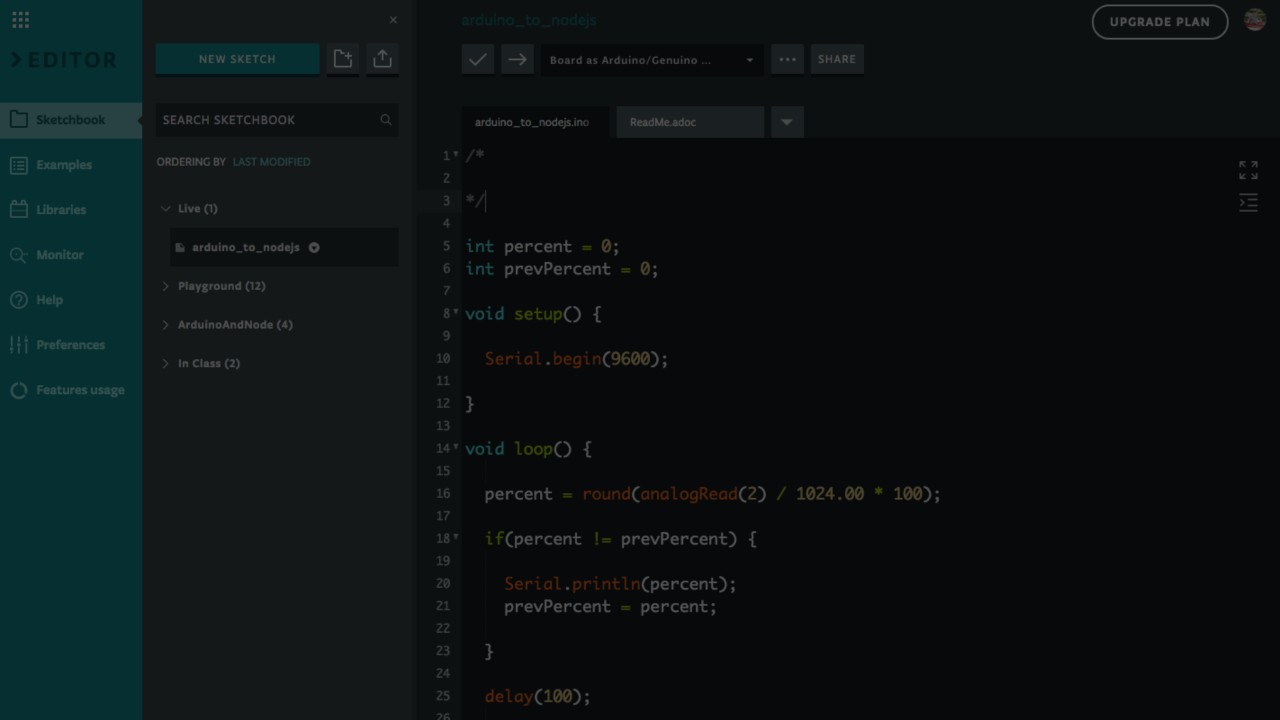 EDITOR
Sketchbook
Examples
Libraries
Monitor
Help
Preferences
Features usage
×
NEW SKETCH
SEARCH SKETCHBOOK
ORDERING BY LAST MODIFIED
Live (1)
arduino_to_nodejs
Playground (12)
ArduinoAndNode (4)
In Class (2)
arduino_to_nodejs
UPGRADE PLAN
Board as Arduino/Genuino ...
SHARE
arduino_to_nodejs.ino
ReadMe.adoc
1 /*
2
3 */
4
5 int percent = 0;
6 int prevPercent = 0;
7
8 void setup() {
9
10 Serial.begin(9600);
11
12 }
13
14 void loop() {
15
16 percent = round(analogRead(2) / 1024.00 * 100);
17
18 if(percent != prevPercent) {
19
20 Serial.println(percent);
21 prevPercent = percent;
22
23 }
24
25 delay(100);
26